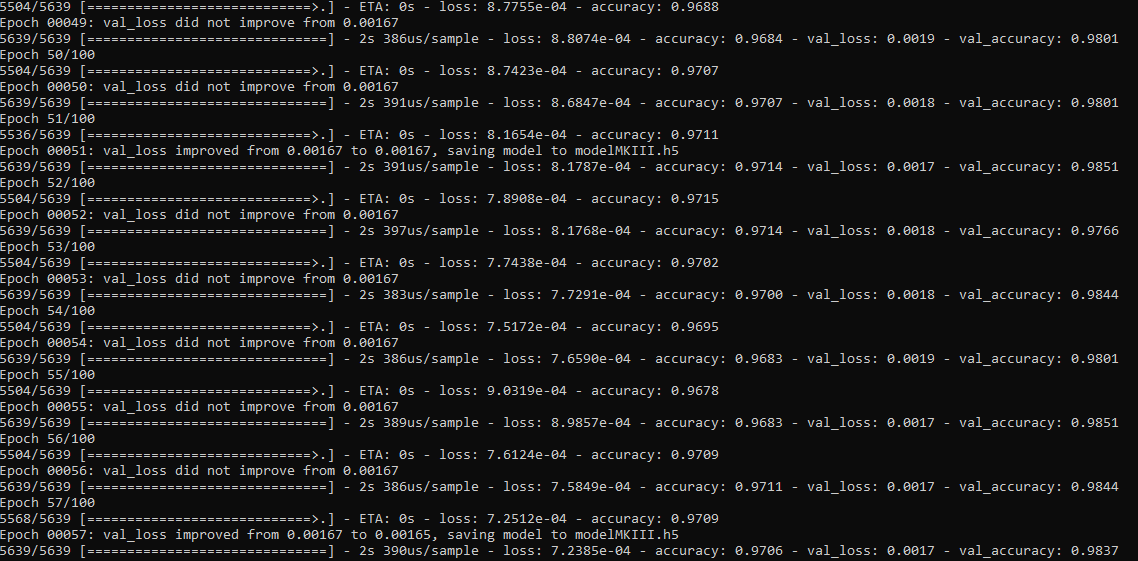 5504/5639 [============================>.] - ETA: 0s - loss: 8.7755e-04 - accuracy: 0.9688
Epoch 00049: val_loss did not improve from 0.00167
5639/5639 [==============================] - 2s 386us/sample - loss: 8.8074e-04 - accuracy: 0.9684 - val_loss: 0.0019 - val_accuracy: 0.9801
Epoch 50/100
5504/5639 [============================>.] - ETA: 0s - loss: 8.7423e-04 - accuracy: 0.9707
Epoch 00050: val_loss did not improve from 0.00167
5639/5639 [==============================] - 2s 391us/sample - loss: 8.6847e-04 - accuracy: 0.9707 - val_loss: 0.0018 - val_accuracy: 0.9801
Epoch 51/100
5536/5639 [============================>.] - ETA: 0s - loss: 8.1654e-04 - accuracy: 0.9711
Epoch 00051: val_loss improved from 0.00167 to 0.00167, saving model to modelMKIII.h5
5639/5639 [==============================] - 2s 391us/sample - loss: 8.1787e-04 - accuracy: 0.9714 - val_loss: 0.0017 - val_accuracy: 0.9851
Epoch 52/100
5504/5639 [============================>.] - ETA: 0s - loss: 7.8908e-04 - accuracy: 0.9715
Epoch 00052: val_loss did not improve from 0.00167
5639/5639 [==============================] - 2s 397us/sample - loss: 8.1768e-04 - accuracy: 0.9714 - val_loss: 0.0018 - val_accuracy: 0.9766
Epoch 53/100
5504/5639 [============================>.] - ETA: 0s - loss: 7.7438e-04 - accuracy: 0.9702
Epoch 00053: val_loss did not improve from 0.00167
5639/5639 [==============================] - 2s 383us/sample - loss: 7.7291e-04 - accuracy: 0.9700 - val_loss: 0.0018 - val_accuracy: 0.9844
Epoch 54/100
5504/5639 [============================>.] - ETA: 0s - loss: 7.5172e-04 - accuracy: 0.9695
Epoch 00054: val_loss did not improve from 0.00167
5639/5639 [==============================] - 2s 386us/sample - loss: 7.6590e-04 - accuracy: 0.9683 - val_loss: 0.0019 - val_accuracy: 0.9801
Epoch 55/100
5504/5639 [============================>.] - ETA: 0s - loss: 9.0319e-04 - accuracy: 0.9678
Epoch 00055: val_loss did not improve from 0.00167
5639/5639 [==============================] - 2s 389us/sample - loss: 8.9857e-04 - accuracy: 0.9683 - val_loss: 0.0017 - val_accuracy: 0.9851
Epoch 56/100
5504/5639 [============================>.] - ETA: 0s - loss: 7.6124e-04 - accuracy: 0.9709
Epoch 00056: val_loss did not improve from 0.00167
5639/5639 [==============================] - 2s 386us/sample - loss: 7.5849e-04 - accuracy: 0.9711 - val_loss: 0.0017 - val_accuracy: 0.9844
Epoch 57/100
5568/5639 [============================>.] - ETA: 0s - loss: 7.2512e-04 - accuracy: 0.9709
Epoch 00057: val_loss improved from 0.00167 to 0.00165, saving model to modelMKIII.h5
5639/5639 [==============================] - 2s 390us/sample - loss: 7.2385e-04 - accuracy: 0.9706 - val_loss: 0.0017 - val_accuracy: 0.9837